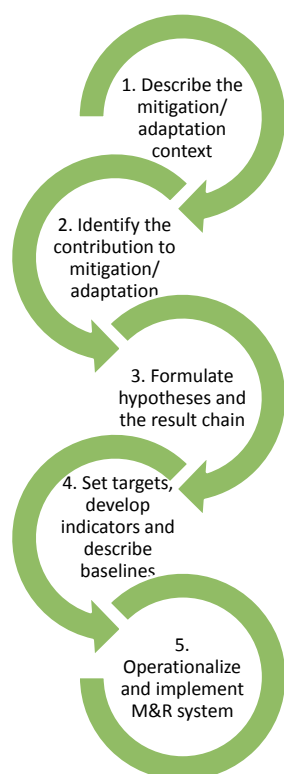 1. Describe the
mitigation/
adaptation
context
2. Identify the
contribution to
mitigation/
adaptation
3. Formulate
hypotheses and
the result chain
4. Set targets,
develop
indicators and
describe
baselines
5.
Operationalize
and implement
M&R system